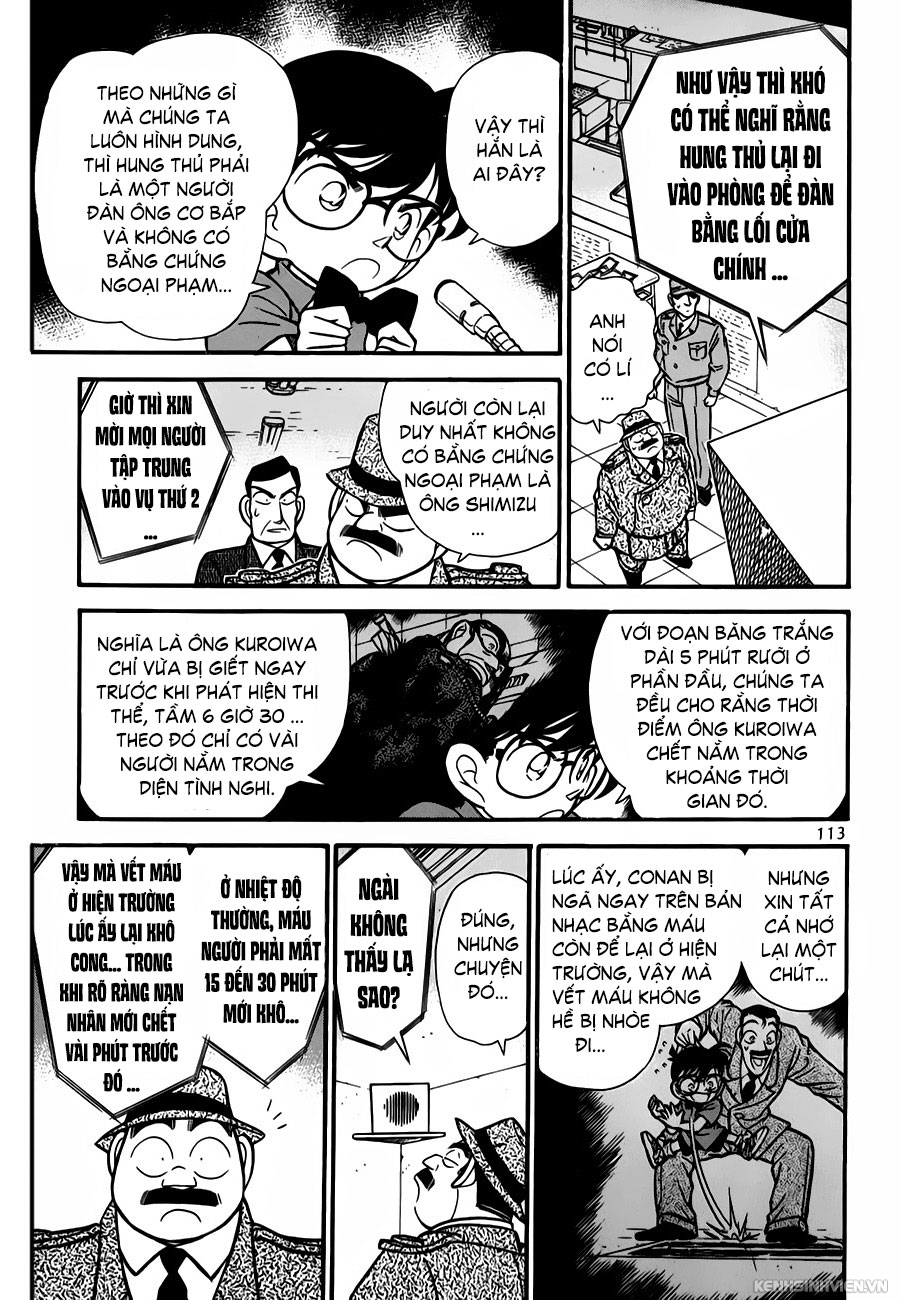 NHƯ VẬY THÌ KHÓ
CÓ THỂ NGHĨ RẰNG
HUNG THỦ LẠI ĐI
VÀO PHÒNG ĐỂ ĐÀN
BẰNG LỐI CỬA
CHÍNH ...
ANH
NÓI
CÓ LÍ
...
VẬY THÌ
HẮN LÀ
AI ĐÂY?
THEO NHỮNG GÌ
MÀ CHÚNG TA
LUÔN HÌNH DUNG,
THÌ HUNG THỦ PHẢI
LÀ MỘT NGƯỜI
ĐÀN ÔNG CƠ BẮP
VÀ KHÔNG CÓ
BẰNG CHỨNG
NGOẠI PHẠM...
NGƯỜI CÒN LẠI
DUY NHẤT KHÔNG
CÓ BẰNG CHỨNG
NGOẠI PHẠM LÀ
ÔNG SHIMIZU
...
GIỜ THÌ XIN
MỜI MỌI NGƯỜI
TẬP TRUNG
VÀO VỤ THỨ 2
...
VỚI ĐOẠN BĂNG TRẮNG
DÀI 5 PHÚT RƯỠI Ở
PHẦN ĐẦU, CHÚNG TA
ĐỀU CHO RẰNG THỜI
ĐIỂM ÔNG KUROIWA
CHẾT NẰM TRONG
KHOẢNG THỜI
GIAN ĐÓ.
NGHĨA LÀ ÔNG KUROIWA
CHỈ VỪA BỊ GIẾT NGAY
TRƯỚC KHI PHÁT HIỆN THI
THỂ, TẦM 6 GIỜ 30 ...
THEO ĐÓ CHỈ CÓ VÀI
NGƯỜI NẰM TRONG
DIỆN TÌNH NGHI.
113
NHƯNG
XIN TẤT
CẢ NHỚ
LẠI MỘT
CHÚT...
LÚC ẤY, CONAN BỊ
NGÃ NGAY TRÊN BẢN
NHẠC BẰNG MÁU
CÒN ĐỂ LẠI Ở HIỆN
TRƯỜNG, VẬY MÀ
VẾT MÁU KHÔNG
HỀ BỊ NHÒE
ĐI...
ĐÚNG,
NHƯNG
CHUYỆN
ĐÓ...
NGÀI
KHÔNG
THẤY LẠ
SAO?
Ở NHIỆT ĐỘ
THƯỜNG, MÁU
NGƯỜI PHẢI MẤT
15 ĐẾN 30 PHÚT
MỚI KHÔ...
VẬY MÀ VẾT MÁU
Ở HIỆN TRƯỜNG
LÚC ẤY LẠI KHÔ
CONG... TRONG
KHI RÕ RÀNG NẠN
NHÂN MỚI CHẾT
VÀI PHÚT TRƯỚC
ĐÓ ...
KENHSINHVIEN.VN